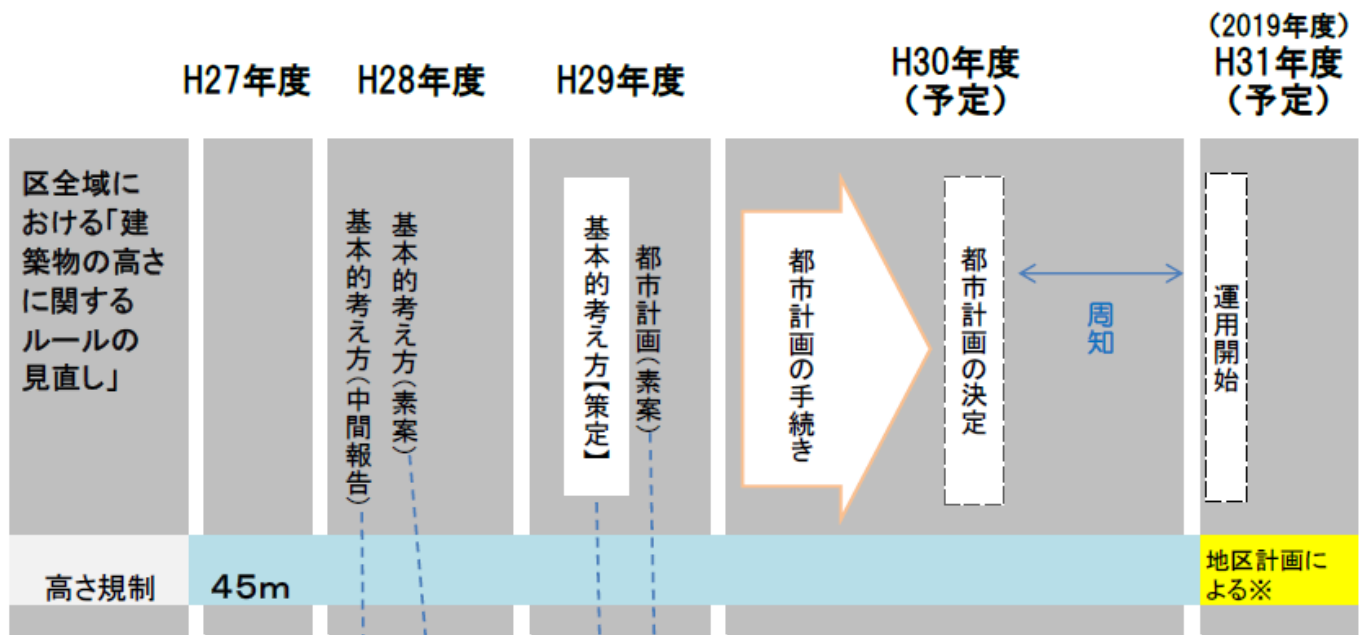 (2019年度)
H27年度
H28年度
H29年度
H30年度
(予定)
H31年度
(予定)
区全域に
おける「建
築物の高さ
に関する
ルールの
見直し」
基本的考え方(中間報告)
基本的考え方(素案)
基本的考え方【策定】
都市計画(素案)
都市計画の手続き
都市計画の決定
周知
運用開始
高さ規制
45m
地区計画に
よる※